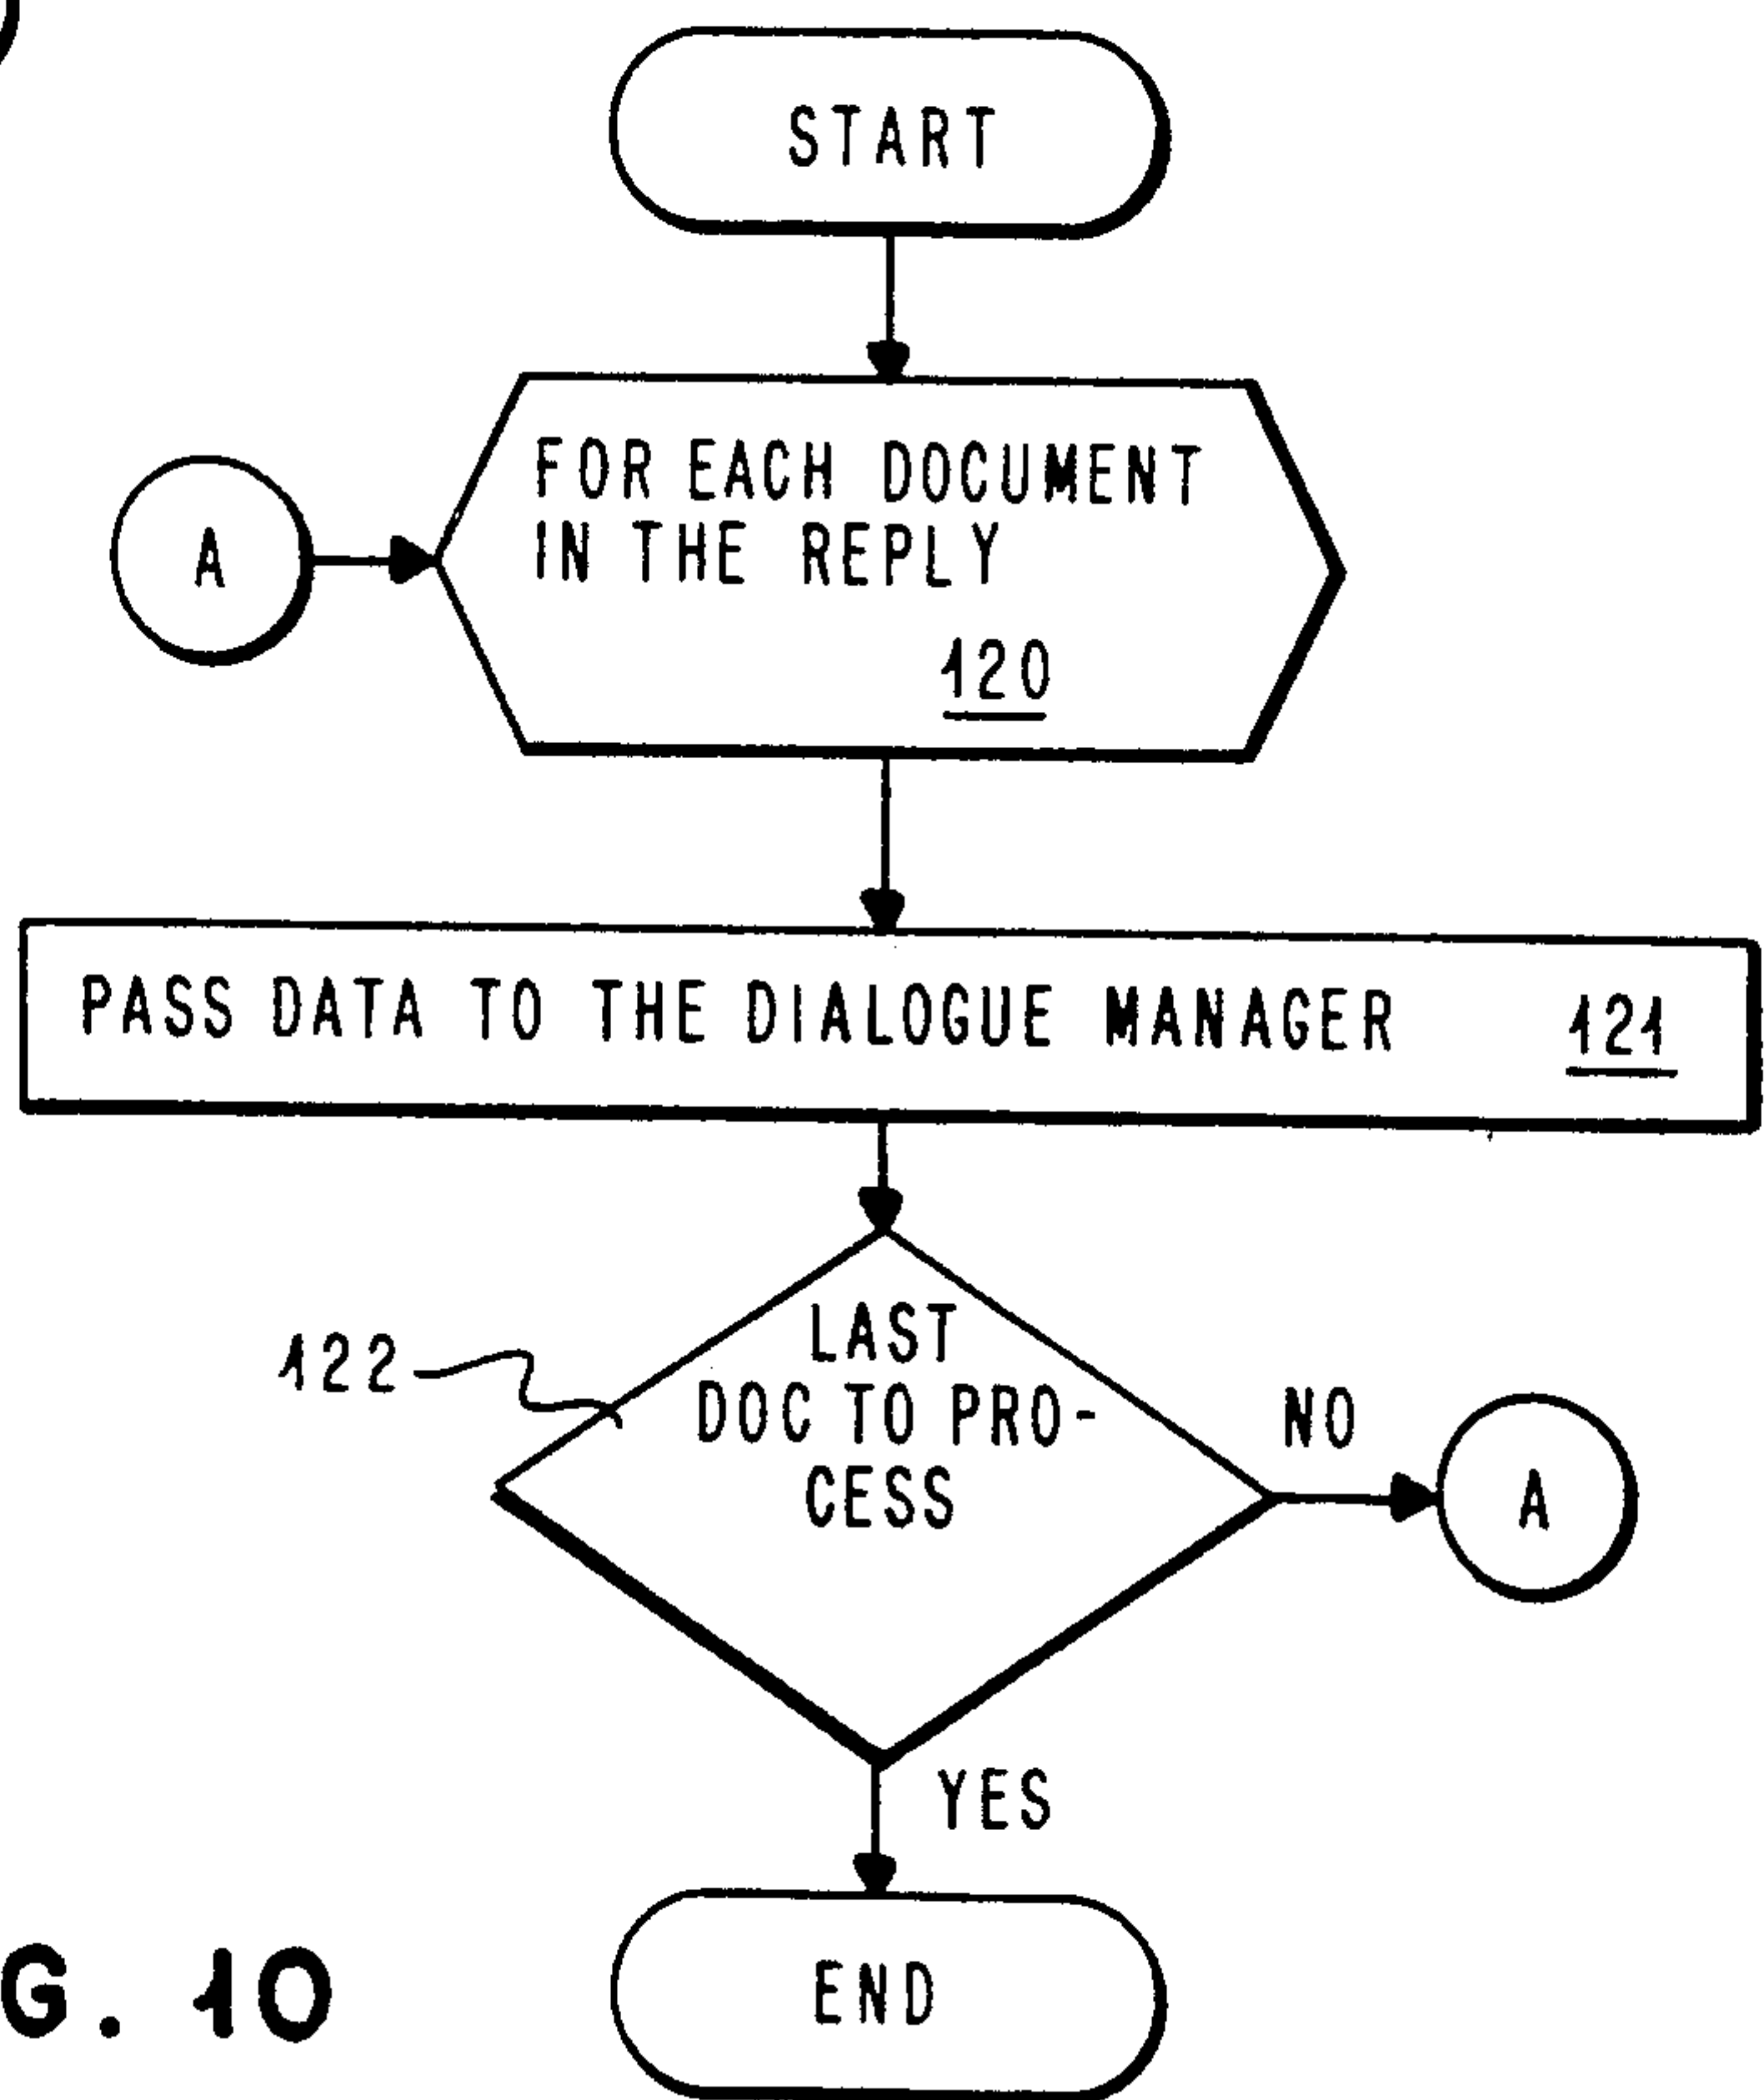 START
FOR EACH DOCUMENT
IN THE REPLY
120
A
PASS DATA TO THE DIALOGUE MANAGER 121
LAST
DOC TO PRO-
CESS
122
NO
A
YES
END
G. 10